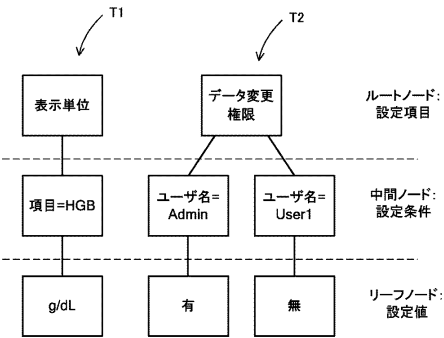 T1
T2
表示単位
データ変更
権限
ルートノード:
設定項目
項目=HGB
ユーザ名=
Admin
ユーザ名=
User1
中間ノード:
設定条件
g/dL
有
無
リーフノード:
設定値